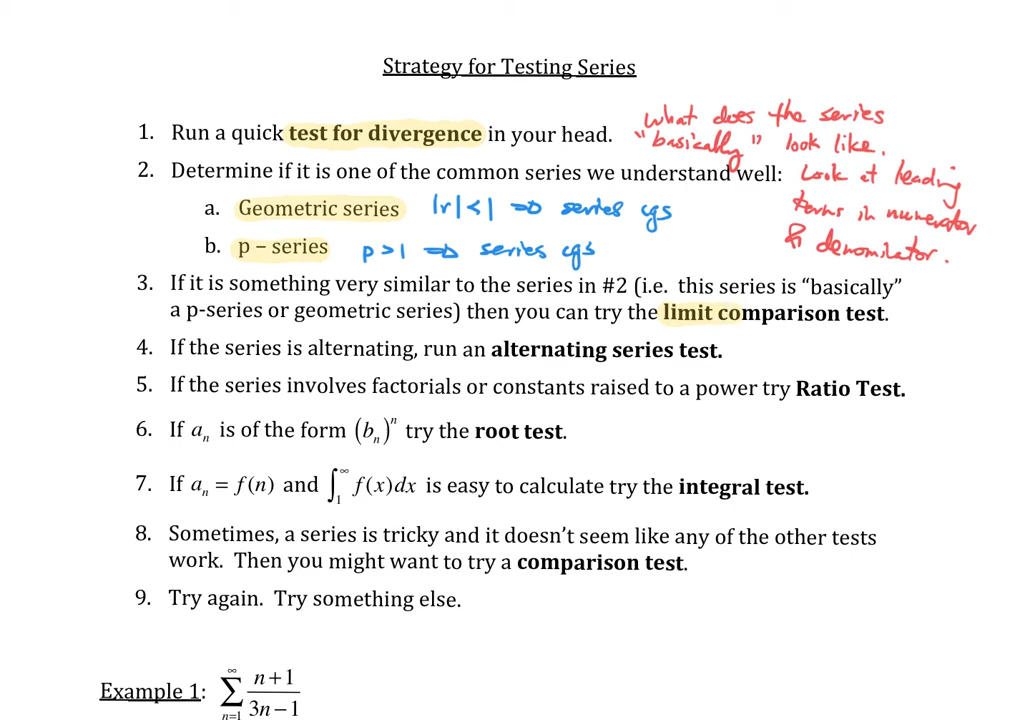 Strategy for Testing Series
1. Run a quick test for divergence in your head.
What does the series
"basically" look like.
2. Determine if it is one of the common series we understand well:
Look at leading
terms in numerator
& denomilator.
a. Geometric series |r|<1 ⇒ series cgs
b. p – series p>1 ⇒ series cgs
3. If it is something very similar to the series in #2 (i.e. this series is “basically”
a p-series or geometric series) then you can try the limit comparison test.
4. If the series is alternating, run an alternating series test.
5. If the series involves factorials or constants raised to a power try Ratio Test.
6. If aₙ is of the form (bₙ)ⁿ try the root test.
7. If aₙ = f(n) and ∫₁^∞ f(x)dx is easy to calculate try the integral test.
8. Sometimes, a series is tricky and it doesn’t seem like any of the other tests
work. Then you might want to try a comparison test.
9. Try again. Try something else.
Example 1: ∑_{n=1}^{∞} (n+1)/(3n−1)